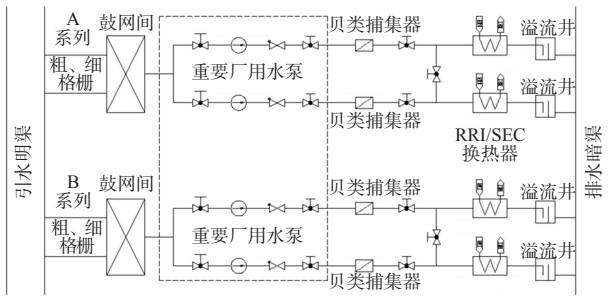 A
系列
鼓网间
粗、细
格栅
重要厂用水泵
贝类捕集器
贝类捕集器
溢流井
溢流井
RRI/SEC
换热器
引水明渠
排水暗渠
B
系列
鼓网间
粗、细
格栅
重要厂用水泵
贝类捕集器
贝类捕集器
溢流井
溢流井